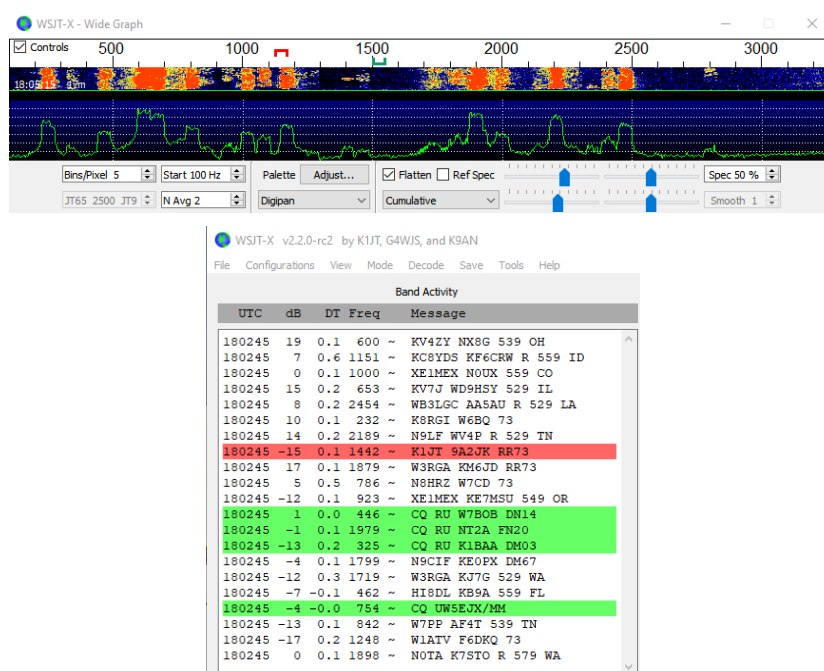 WSJT-X - Wide Graph
Controls 500 1000 1500 2000 2500 3000
18:05:15 17m
Bins/Pixel 5 Start 100 Hz Palette Adjust... Flatten Ref Spec Spec 50 %
JT65 2500 JT9 N Avg 2 Digipan Cumulative Smooth 1
WSJT-X v2.2.0-rc2 by K1JT, G4WJS, and K9AN
File Configurations View Mode Decode Save Tools Help
Band Activity
UTC dB DT Freq Message
180245 19 0.1 600 ~ KV4ZY NX8G 539 OH
180245 7 0.6 1151 ~ KC8YDS KF6CRW R 559 ID
180245 0 0.1 1000 ~ XE1MEX N0UX 559 CO
180245 15 0.2 653 ~ KV7J WD9HSY 529 IL
180245 8 0.2 2454 ~ WB3LGC AA5AU R 529 LA
180245 10 0.1 232 ~ K8RGI W6BQ 73
180245 14 0.2 2189 ~ N9LF WV4P R 529 TN
180245 -15 0.1 1442 ~ K1JT 9A2JK RR73
180245 17 0.1 1879 ~ W3RGA KM6JD RR73
180245 5 0.5 786 ~ N8HRZ W7CD 73
180245 -12 0.1 923 ~ XE1MEX KE7MSU 549 OR
180245 1 0.0 446 ~ CQ RU W7BOB DN14
180245 -1 0.1 1979 ~ CQ RU NT2A FN20
180245 -13 0.2 325 ~ CQ RU K1BAA DM03
180245 -4 0.1 1799 ~ N9CIF KE0PX DM67
180245 -12 0.3 1719 ~ W3RGA KJ7G 529 WA
180245 -7 -0.1 462 ~ HI8DL KB9A 559 FL
180245 -4 -0.0 754 ~ CQ UW5EJX/MM
180245 -13 0.1 842 ~ W7PP AF4T 539 TN
180245 -17 0.2 1248 ~ W1ATV F6DKQ 73
180245 0 0.1 1898 ~ N0TA K7STO R 579 WA